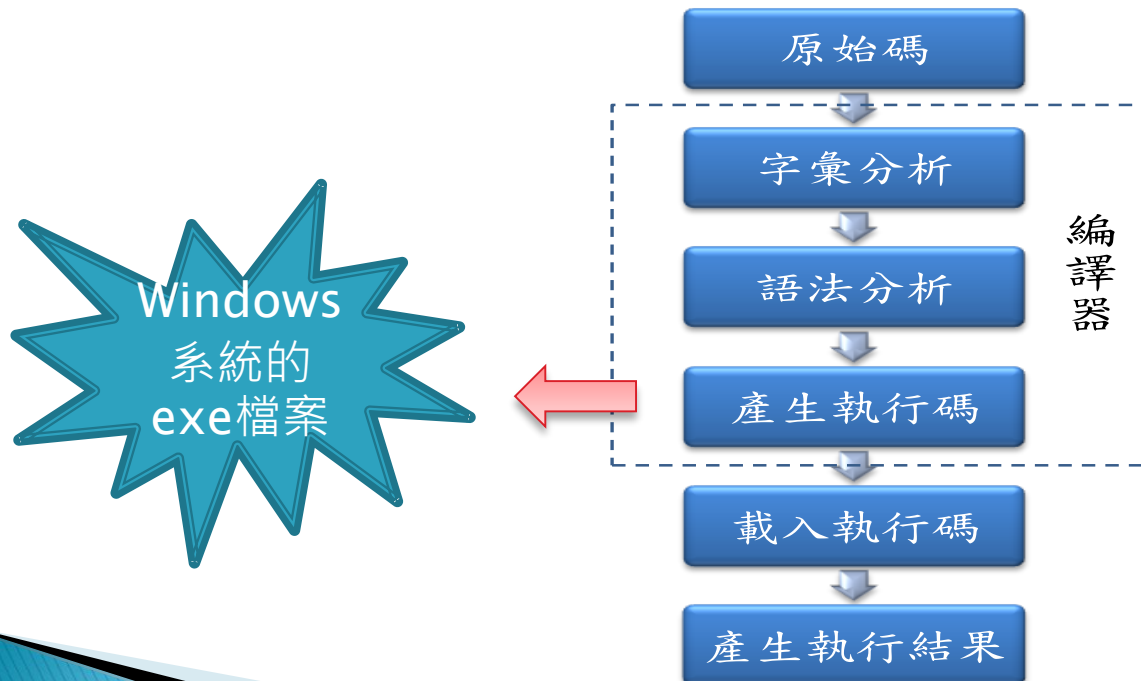 原始碼
字彙分析
語法分析
產生執行碼
載入執行碼
產生執行結果
編譯器
Windows
系統的
exe檔案